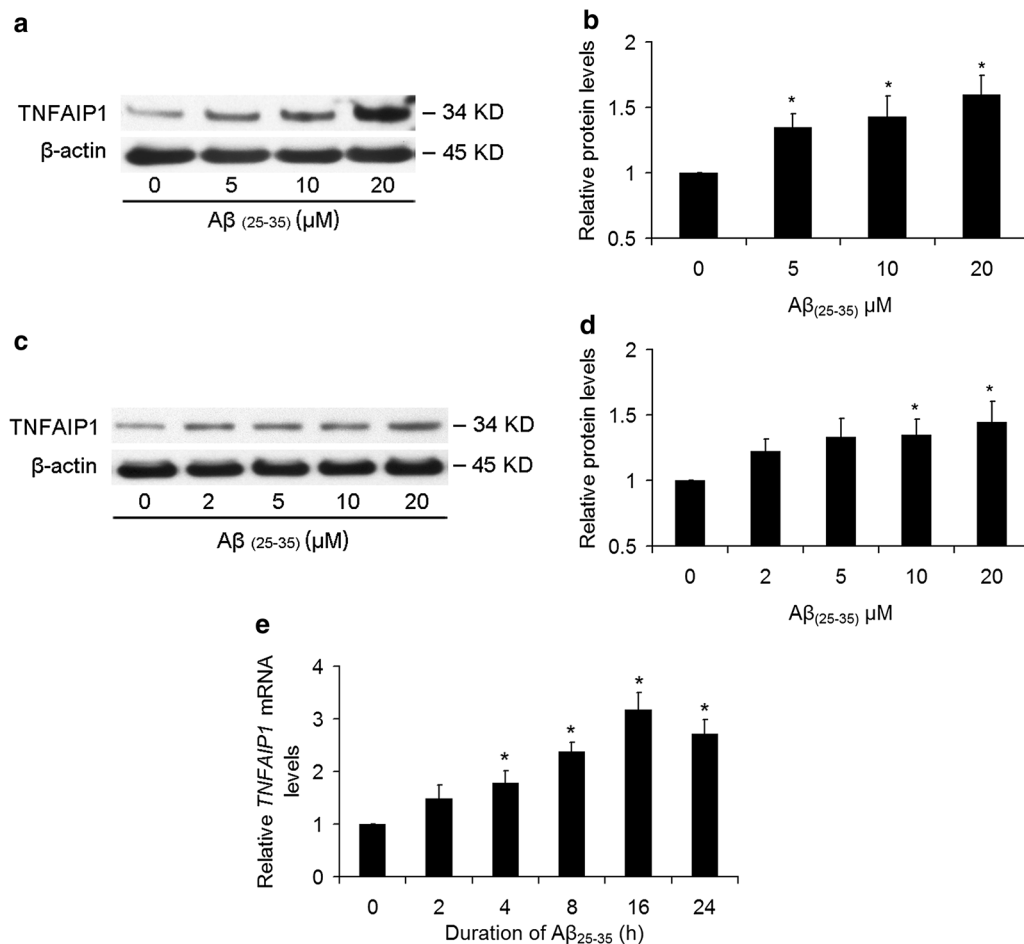 a
TNFAIP1
– 34 KD
β-actin
– 45 KD
0 5 10 20
Aβ (25-35) (µM)
b
Relative protein levels
2
1.5
1
0.5
* * *
0 5 10 20
Aβ(25-35) µM
c
TNFAIP1
– 34 KD
β-actin
– 45 KD
0 2 5 10 20
Aβ (25-35) (µM)
d
Relative protein levels
2
1.5
1
0.5
* *
0 2 5 10 20
Aβ(25-35) µM
e
Relative TNFAIP1 mRNA
levels
4
3
2
1
0
* * * *
0 2 4 8 16 24
Duration of Aβ25-35 (h)